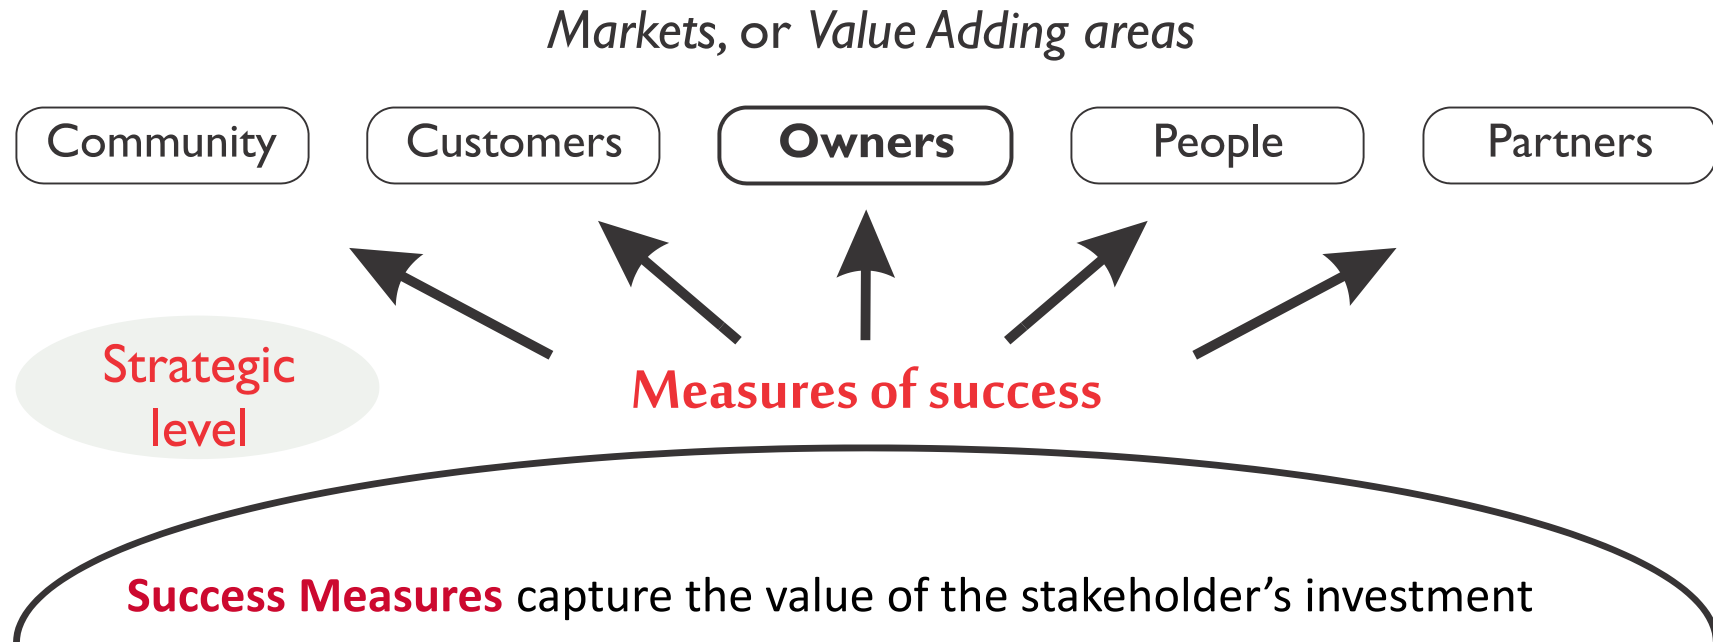 Markets, or Value Adding areas
Community
Customers
Owners
People
Partners
Strategic
level
Measures of success
Success Measures capture the value of the stakeholder’s investment